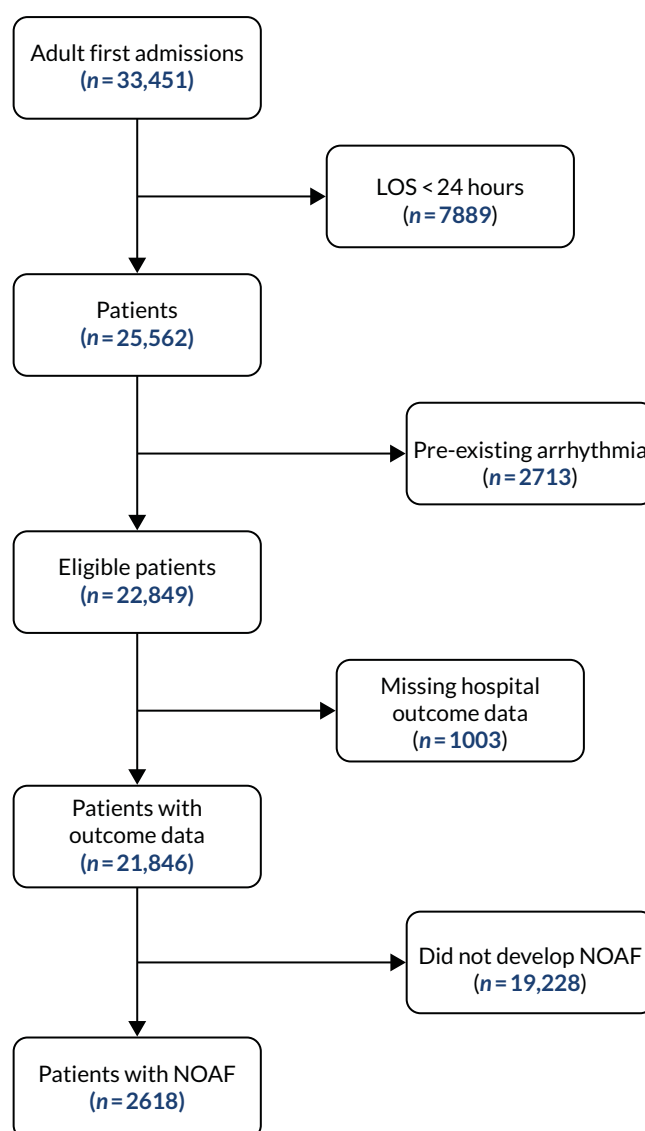 Adult first admissions
(n = 33,451)
LOS < 24 hours
(n = 7889)
Patients
(n = 25,562)
Pre-existing arrhythmia
(n = 2713)
Eligible patients
(n = 22,849)
Missing hospital
outcome data
(n = 1003)
Patients with
outcome data
(n = 21,846)
Did not develop NOAF
(n = 19,228)
Patients with NOAF
(n = 2618)